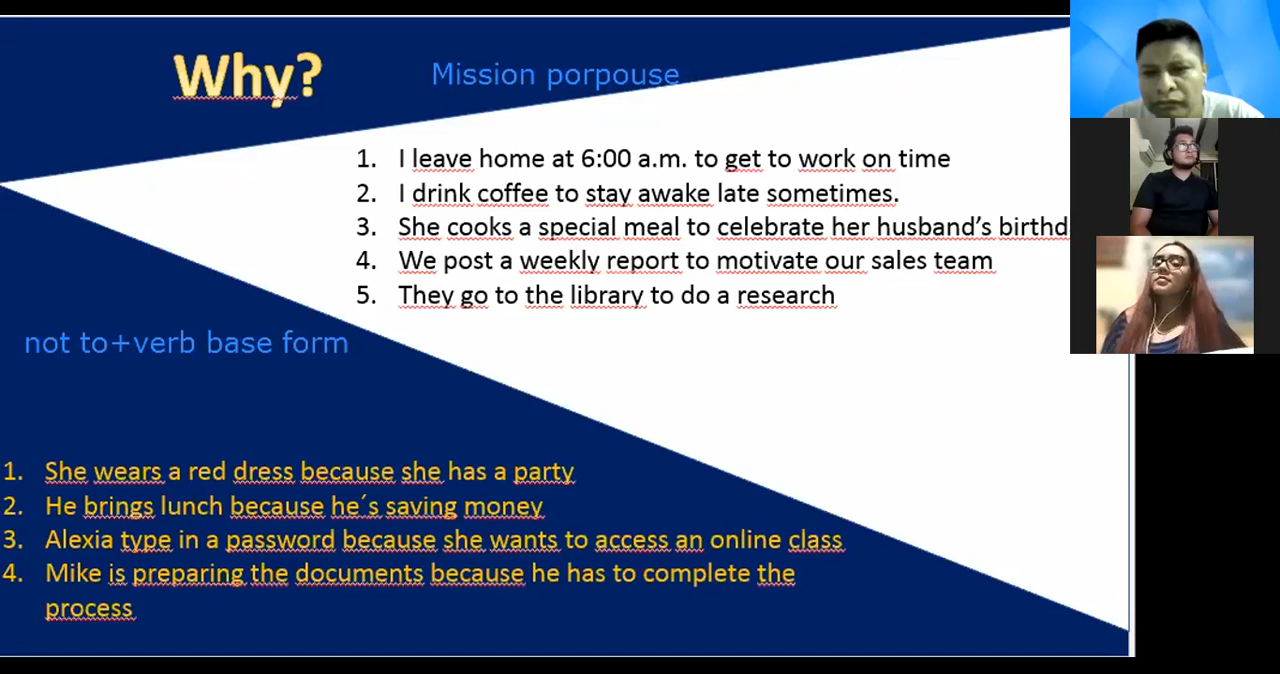 Why?
Mission porpouse
1. I leave home at 6:00 a.m. to get to work on time
2. I drink coffee to stay awake late sometimes.
3. She cooks a special meal to celebrate her husband’s birthd
4. We post a weekly report to motivate our sales team
5. They go to the library to do a research
not to+verb base form
1. She wears a red dress because she has a party
2. He brings lunch because he´s saving money
3. Alexia type in a password because she wants to access an online class
4. Mike is preparing the documents because he has to complete the
process